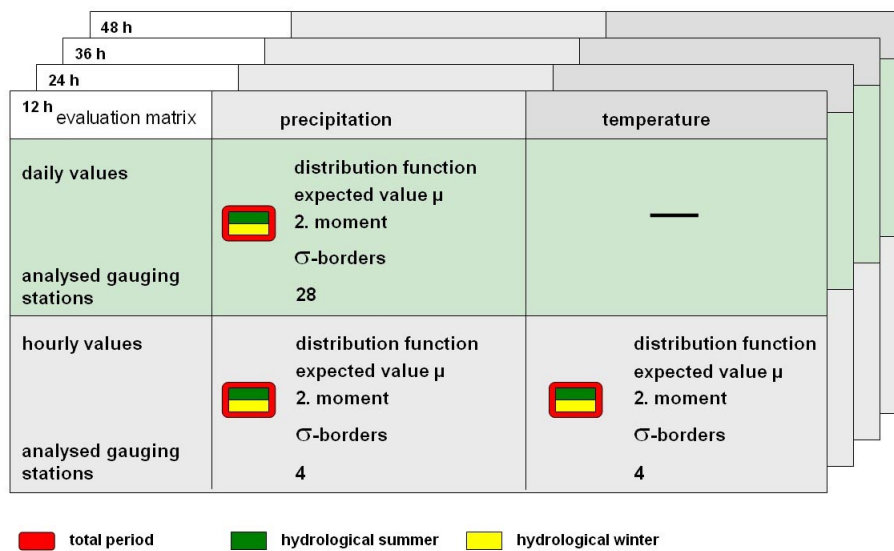 48 h
36 h
24 h
12 h
evaluation matrix
precipitation
temperature
daily values
distribution function
expected value μ
2. moment
σ-borders
analysed gauging
stations
28
—
hourly values
distribution function
expected value μ
2. moment
σ-borders
analysed gauging
stations
4
distribution function
expected value μ
2. moment
σ-borders
4
total period
hydrological summer
hydrological winter